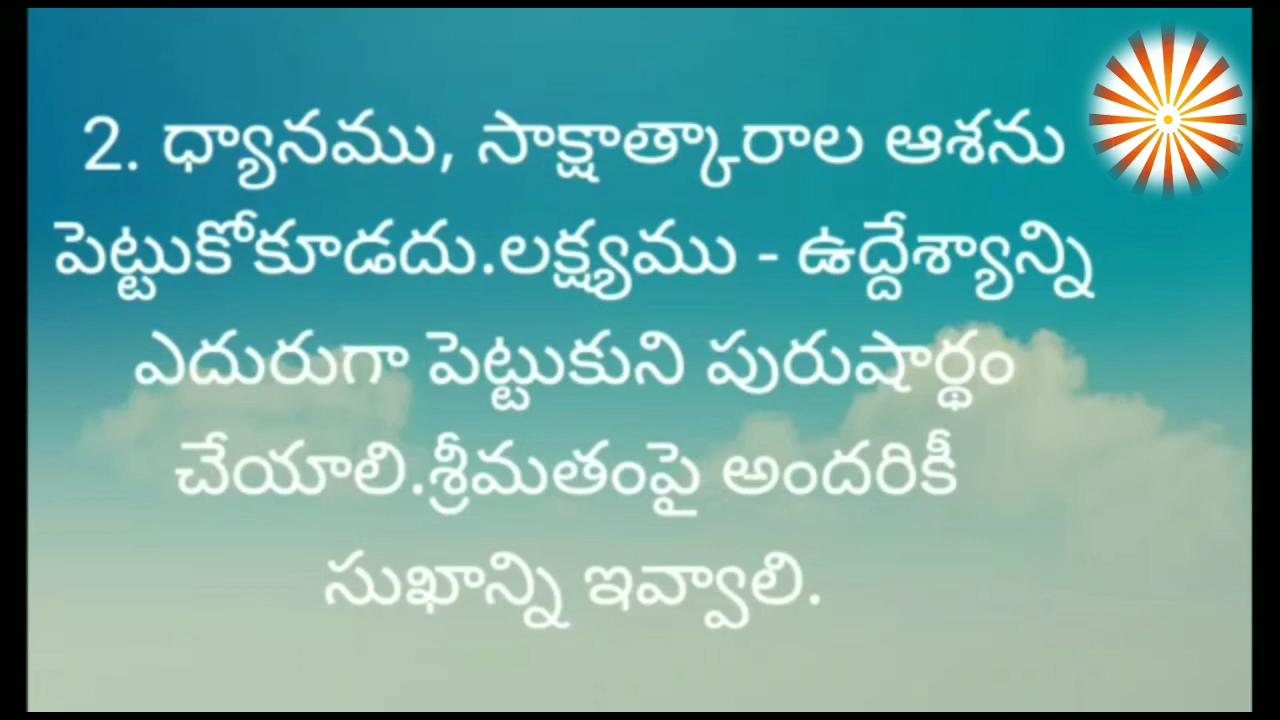 2. ధ్యానము, సాక్షాత్కారాల ఆశను
పెట్టుకోకూడదు.లక్ష్యము - ఉద్దేశ్యాన్ని
ఎదురుగా పెట్టుకుని పురుషార్థం
చేయాలి.శ్రీమతంపై అందరికీ
సుఖాన్ని ఇవ్వాలి.